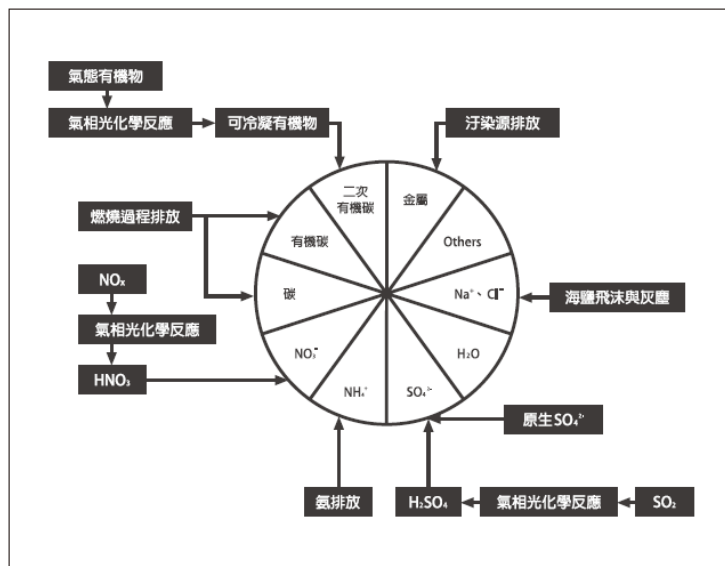 氣態有機物
氣相光化學反應
可冷凝有機物
汙染源排放
二次
有機碳
金屬
燃燒過程排放
有機碳
Others
NOₓ
碳
Na⁺、Cl⁻
海鹽飛沫與灰塵
氣相光化學反應
NO₃⁻
H₂O
HNO₃
NH₄⁺
SO₄²⁻
原生SO₄²⁻
氨排放
H₂SO₄
氣相光化學反應
SO₂